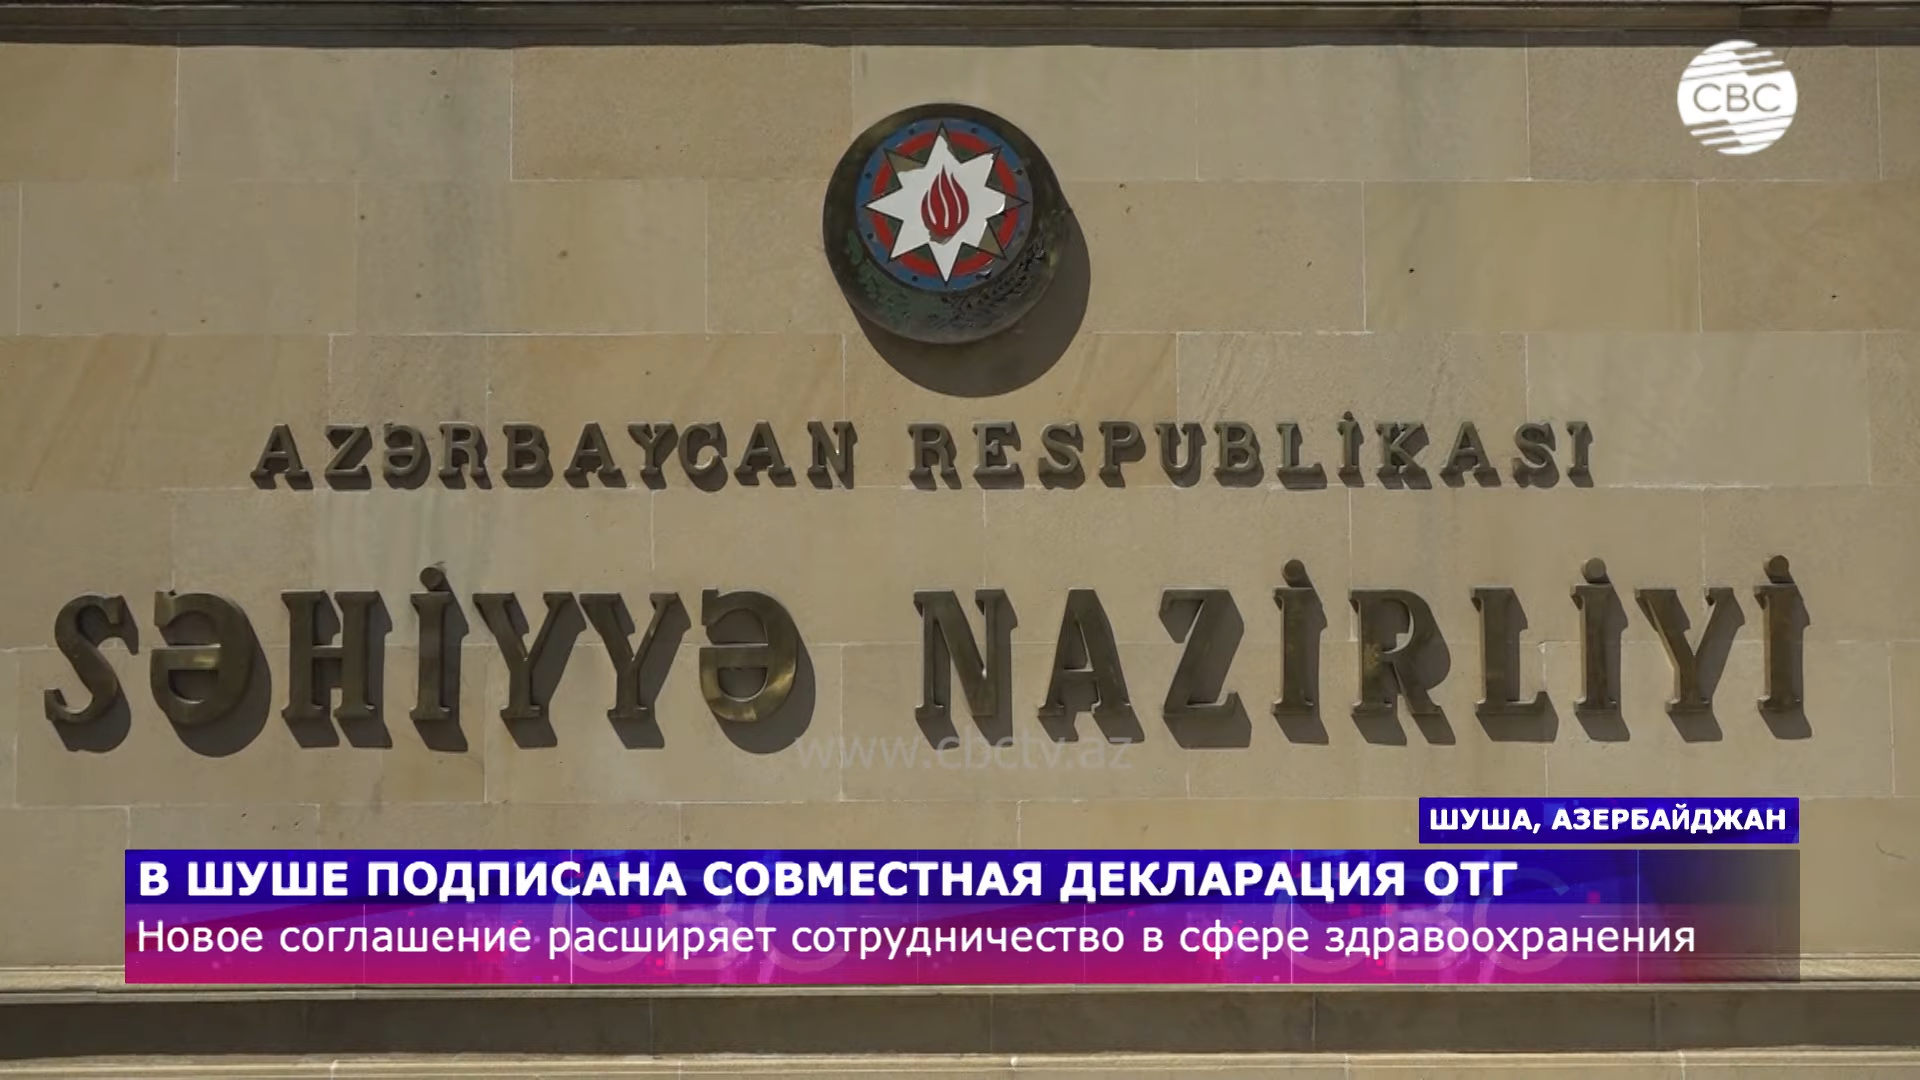 CBC
AZƏRBAYCAN RESPUBLİKASI
SƏHİYYƏ NAZİRLİYİ
www.cbctv.az
ШУША, АЗЕРБАЙДЖАН
В ШУШЕ ПОДПИСАНА СОВМЕСТНАЯ ДЕКЛАРАЦИЯ ОТГ
Новое соглашение расширяет сотрудничество в сфере здравоохранения